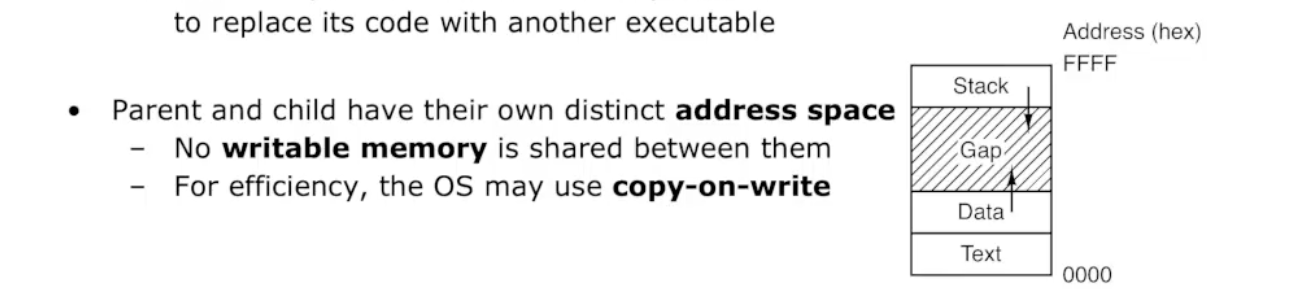 to replace its code with another executable
• Parent and child have their own distinct address space
– No writable memory is shared between them
– For efficiency, the OS may use copy-on-write
Address (hex)
FFFF
Stack
Gap
Data
Text
0000